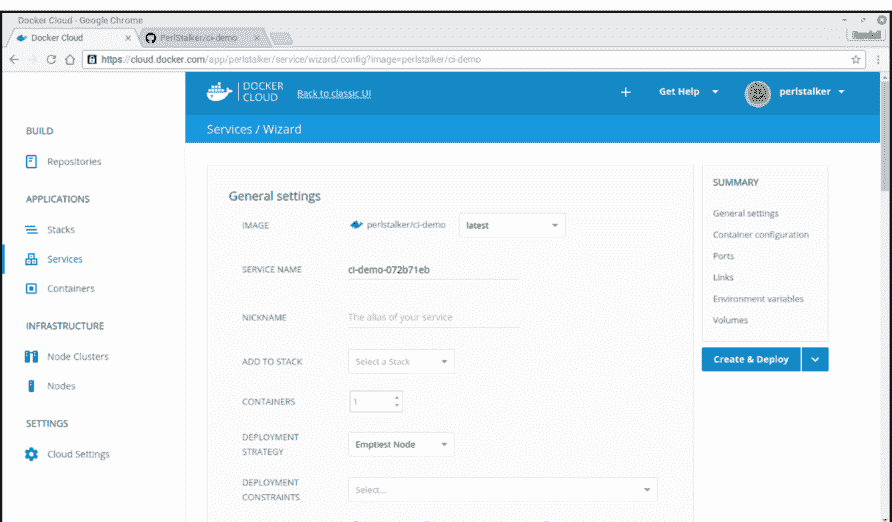 Docker Cloud - Google Chrome
Docker Cloud
PerlStalker/ci-demo
Randall
https://cloud.docker.com/app/perlstalker/service/wizard/config?image=perlstalker/ci-demo
DOCKER
CLOUD
Back to classic UI
Get Help
perlstalker
Services / Wizard
BUILD
Repositories
APPLICATIONS
Stacks
Services
Containers
INFRASTRUCTURE
Node Clusters
Nodes
SETTINGS
Cloud Settings
General settings
IMAGE perlstalker/ci-demo latest
SERVICE NAME ci-demo-072b71eb
NICKNAME The alias of your service
ADD TO STACK Select a Stack
CONTAINERS 1
DEPLOYMENT
STRATEGY
Emptiest Node
DEPLOYMENT
CONSTRAINTS
Select...
SUMMARY
General settings
Container configuration
Ports
Links
Environment variables
Volumes
Create & Deploy